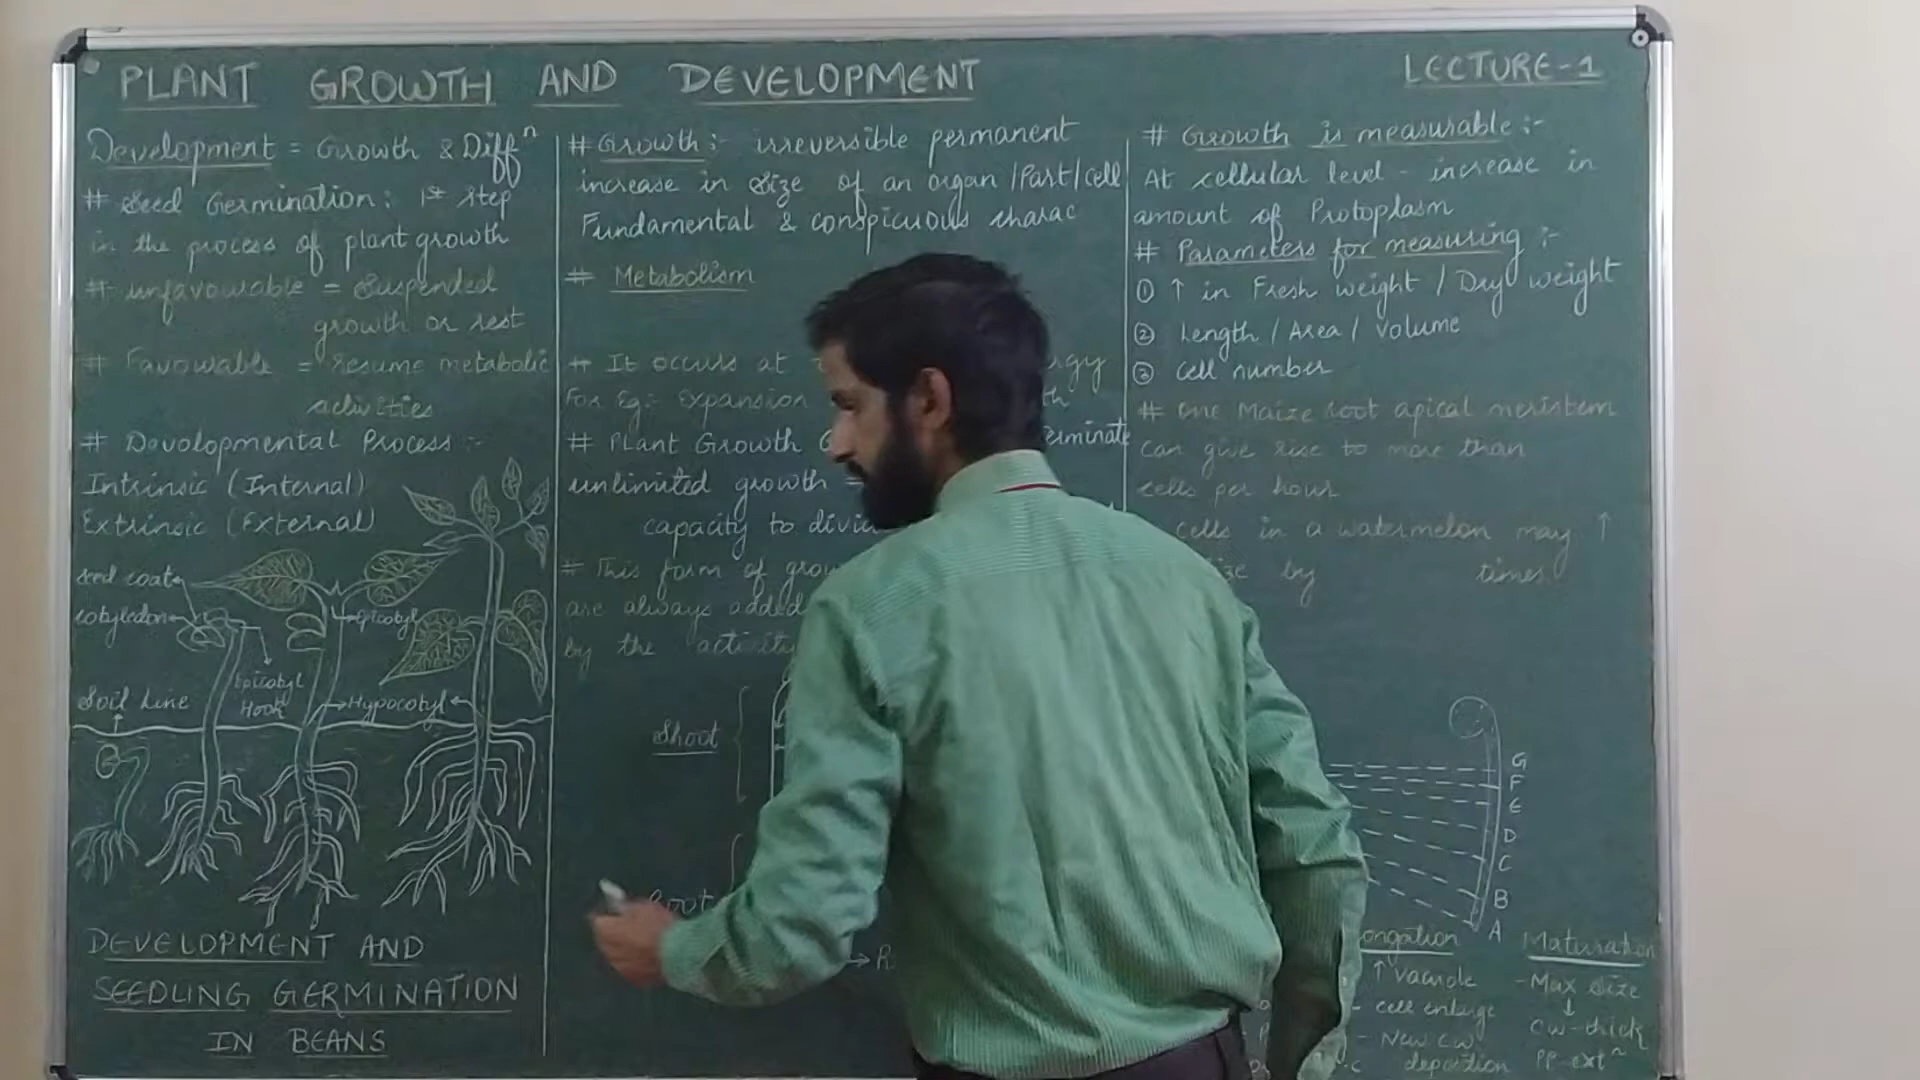 PLANT GROWTH AND DEVELOPMENT
LECTURE-1
Development = Growth & Diffⁿ
# Seed Germination: 1st step
in the process of plant growth
# unfavourable = Suspended
growth or rest
# Favourable = resume metabolic
activities
# Developmental Process :-
Intrinsic (Internal)
Extrinsic (External)
seed coat
cotyledon
Epicotyl
Epicotyl
Hook
Soil Line
Hypocotyl
DEVELOPMENT AND
SEEDLING GERMINATION
IN BEANS
# Growth :- irreversible permanent
increase in size of an organ/Part/cell
Fundamental & conspicuous charac
# Metabolism
# It occurs at
For Eg:- Expansion
# Plant Growth
unlimited growth =
capacity to
# This form of
are always added
by the
Shoot
Root
# Growth is measurable :-
At cellular level - increase in
amount of Protoplasm
# Parameters for measuring :-
① ↑ in Fresh weight / Dry weight
② Length / Area / Volume
③ Cell number
# One Maize root apical meristem
can give rise to more than
cells per hour
cells in a watermelon may ↑
by times
G
F
E
D
C
B
A
Maturation
↑ vacuole
- cell enlarge
- New CW
deposition
- Max size
↓
CW-thick
PP-extⁿ